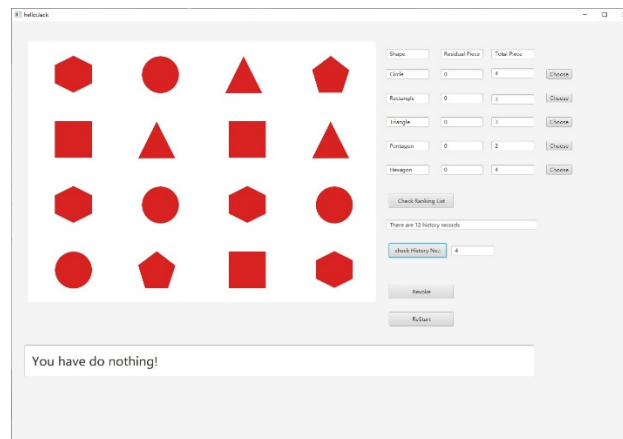 helloJack
Shape Residual Piece Total Piece
Circle 0 4 Choose
Rectangle 0 3 Choose
Triangle 0 3 Choose
Pentagon 0 2 Choose
Hexagon 0 4 Choose
Check Ranking List
There are 12 history records
check History No.: 4
Revoke
ReStart
You have do nothing!